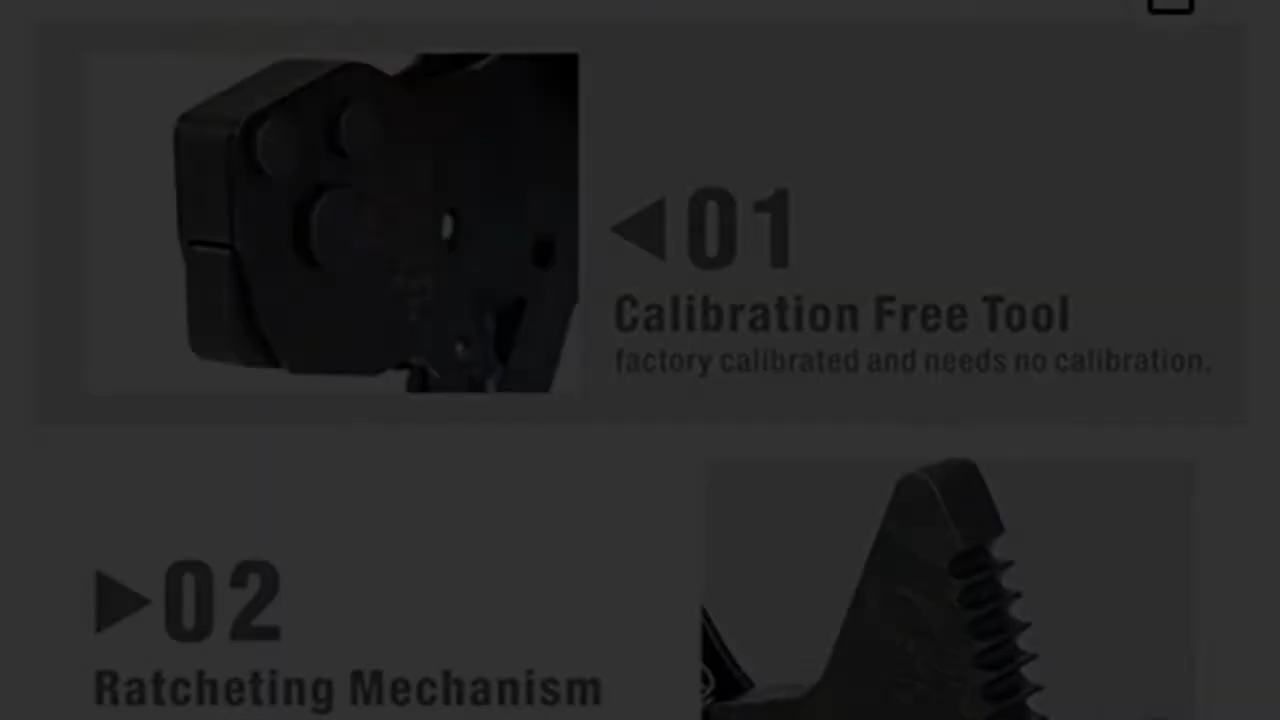 01
Calibration Free Tool
factory calibrated and needs no calibration.
02
Ratcheting Mechanism